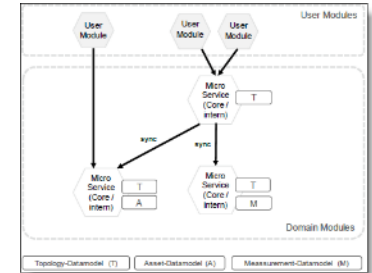 User Modules
User
Module
User
Module
User
Module
Micro
Service
(Core /
intern)
T
sync
sync
Micro
Service
(Core /
intern)
T
A
Micro
Service
(Core /
intern)
T
M
Domain Modules
Topology-Datamodel (T)
Asset-Datamodel (A)
Meassurement-Datamodel (M)